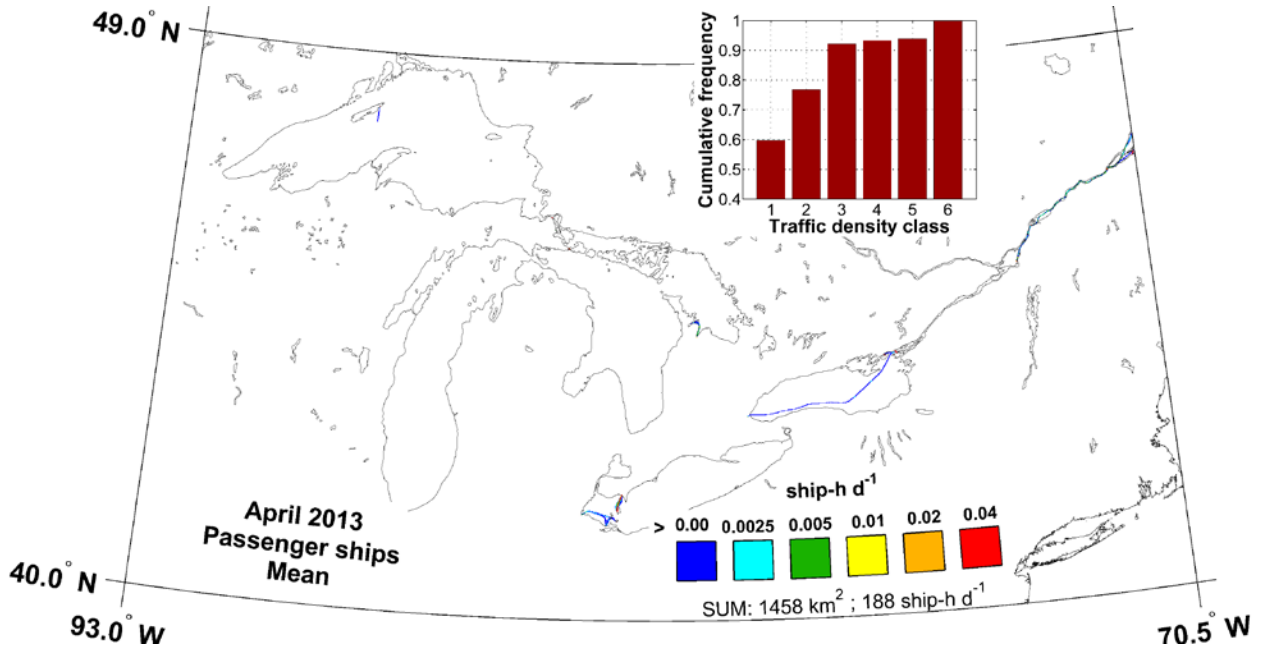 49.0° N
1
0.9
0.8
0.7
0.6
0.5
0.4
Cumulative frequency
1 2 3 4 5 6
Traffic density class
April 2013
Passenger ships
Mean
ship-h d⁻¹
> 0.00 0.0025 0.005 0.01 0.02 0.04
SUM: 1458 km² ; 188 ship-h d⁻¹
40.0° N
93.0° W
70.5° W